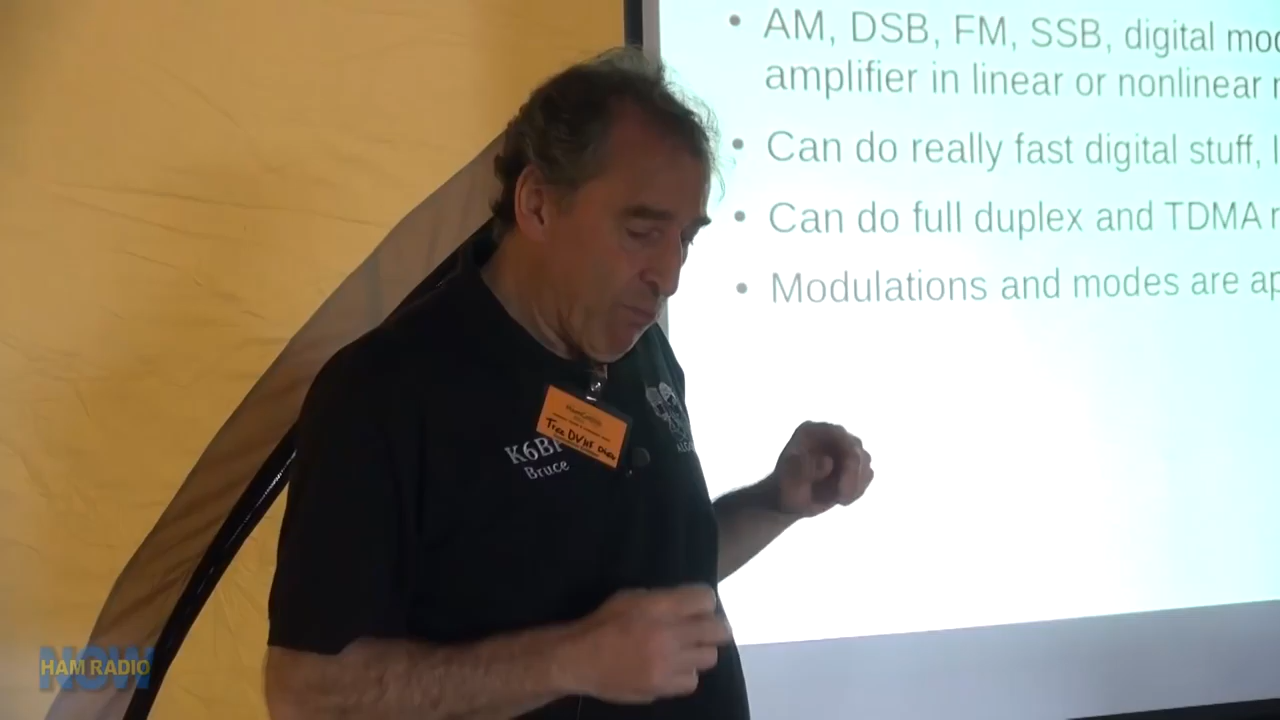 • AM, DSB, FM, SSB, digital mod
amplifier in linear or nonlinear
• Can do really fast digital stuff,
• Can do full duplex and TDMA
• Modulations and modes are ap
K6B
Bruce
HAM RADIO
NOW